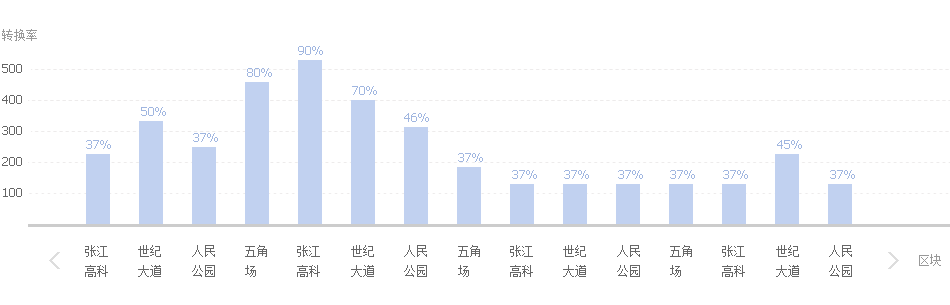 转换率
90%
80%
70%
500
50%
400
46%
45%
37%
37%
300
37%
200
37%
37%
37%
37%
37%
37%
100
张江高科
世纪大道
人民公园
五角场
张江高科
世纪大道
人民公园
五角场
张江高科
世纪大道
人民公园
五角场
张江高科
世纪大道
人民公园
区块